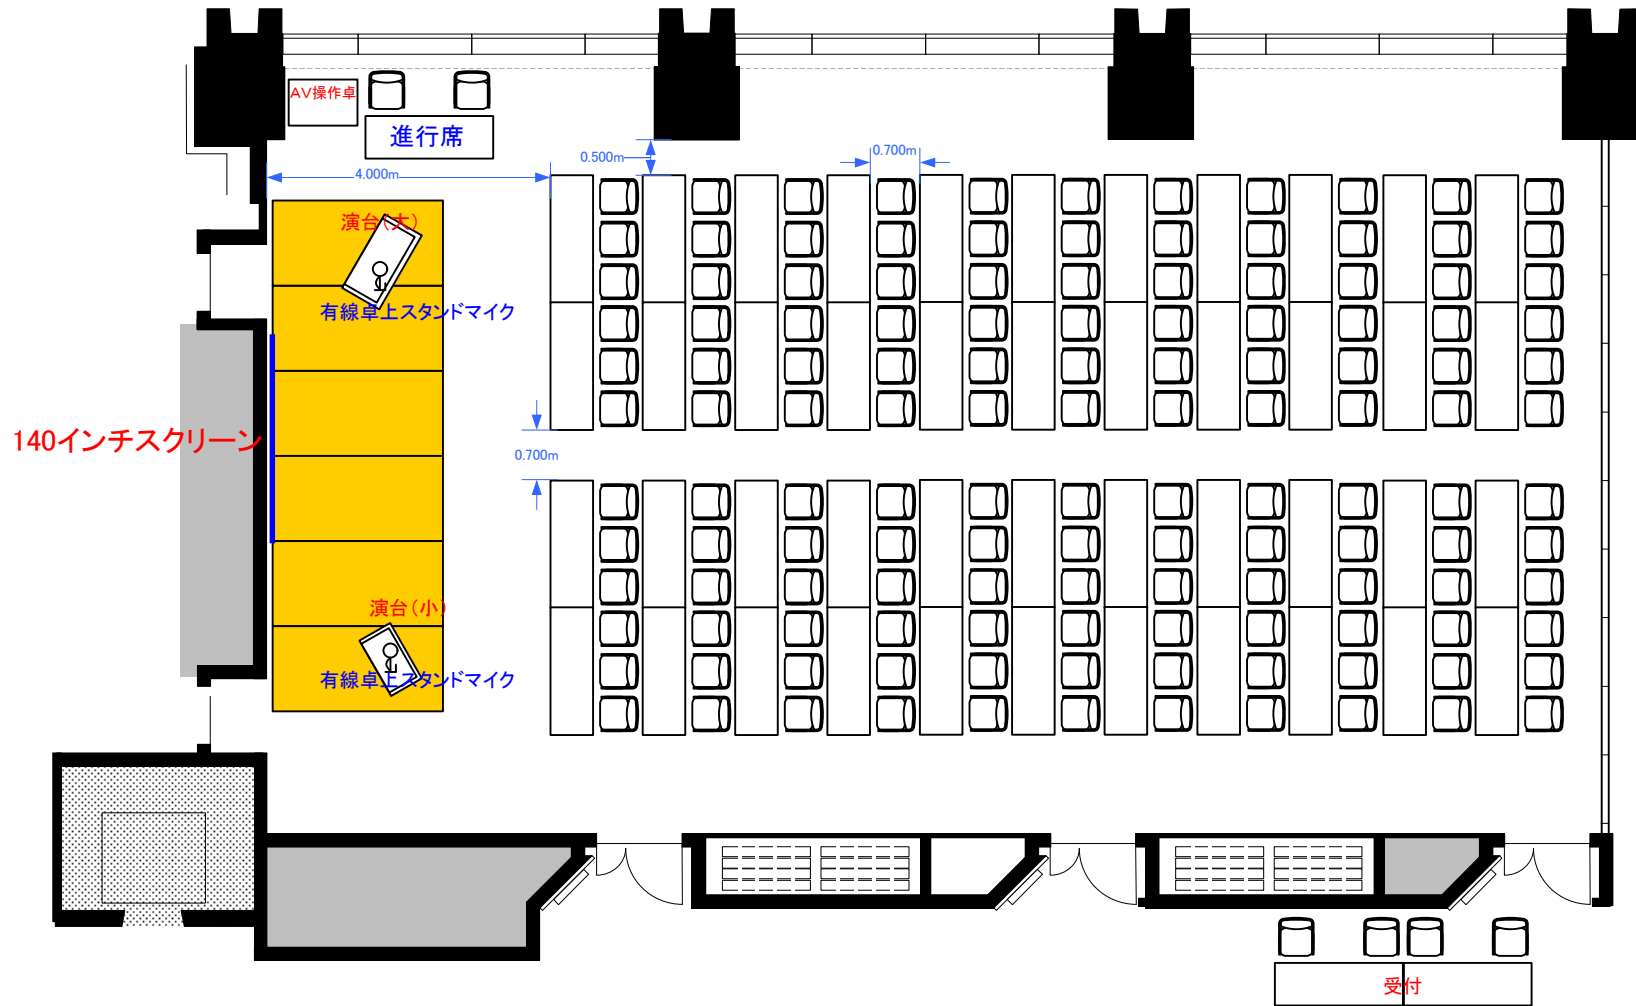 AV操作卓
進行席
0.500m
0.700m
4.000m
演台(大)
有線卓上スタンドマイク
140インチスクリーン
0.700m
演台(小)
有線卓上スタンドマイク
受付